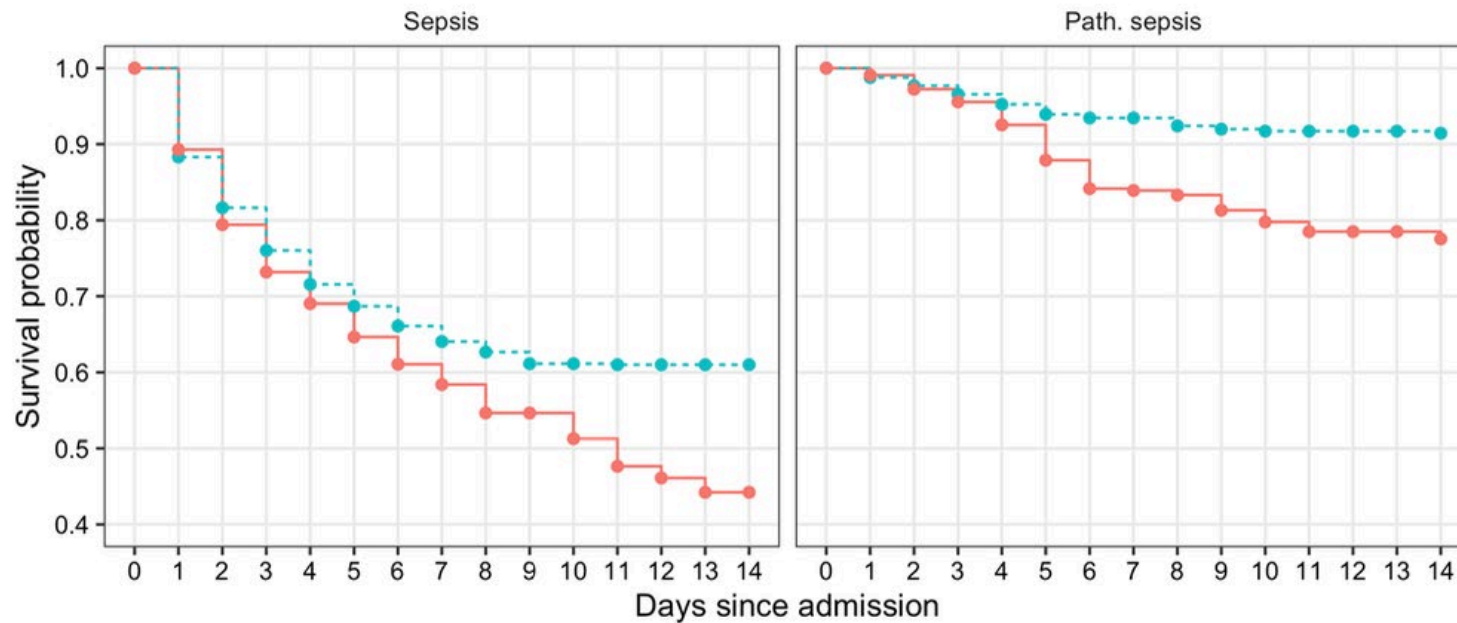 Sepsis
Path. sepsis
Survival probability
1.0
0.9
0.8
0.7
0.6
0.5
0.4
0 1 2 3 4 5 6 7 8 9 10 11 12 13 14
0 1 2 3 4 5 6 7 8 9 10 11 12 13 14
Days since admission